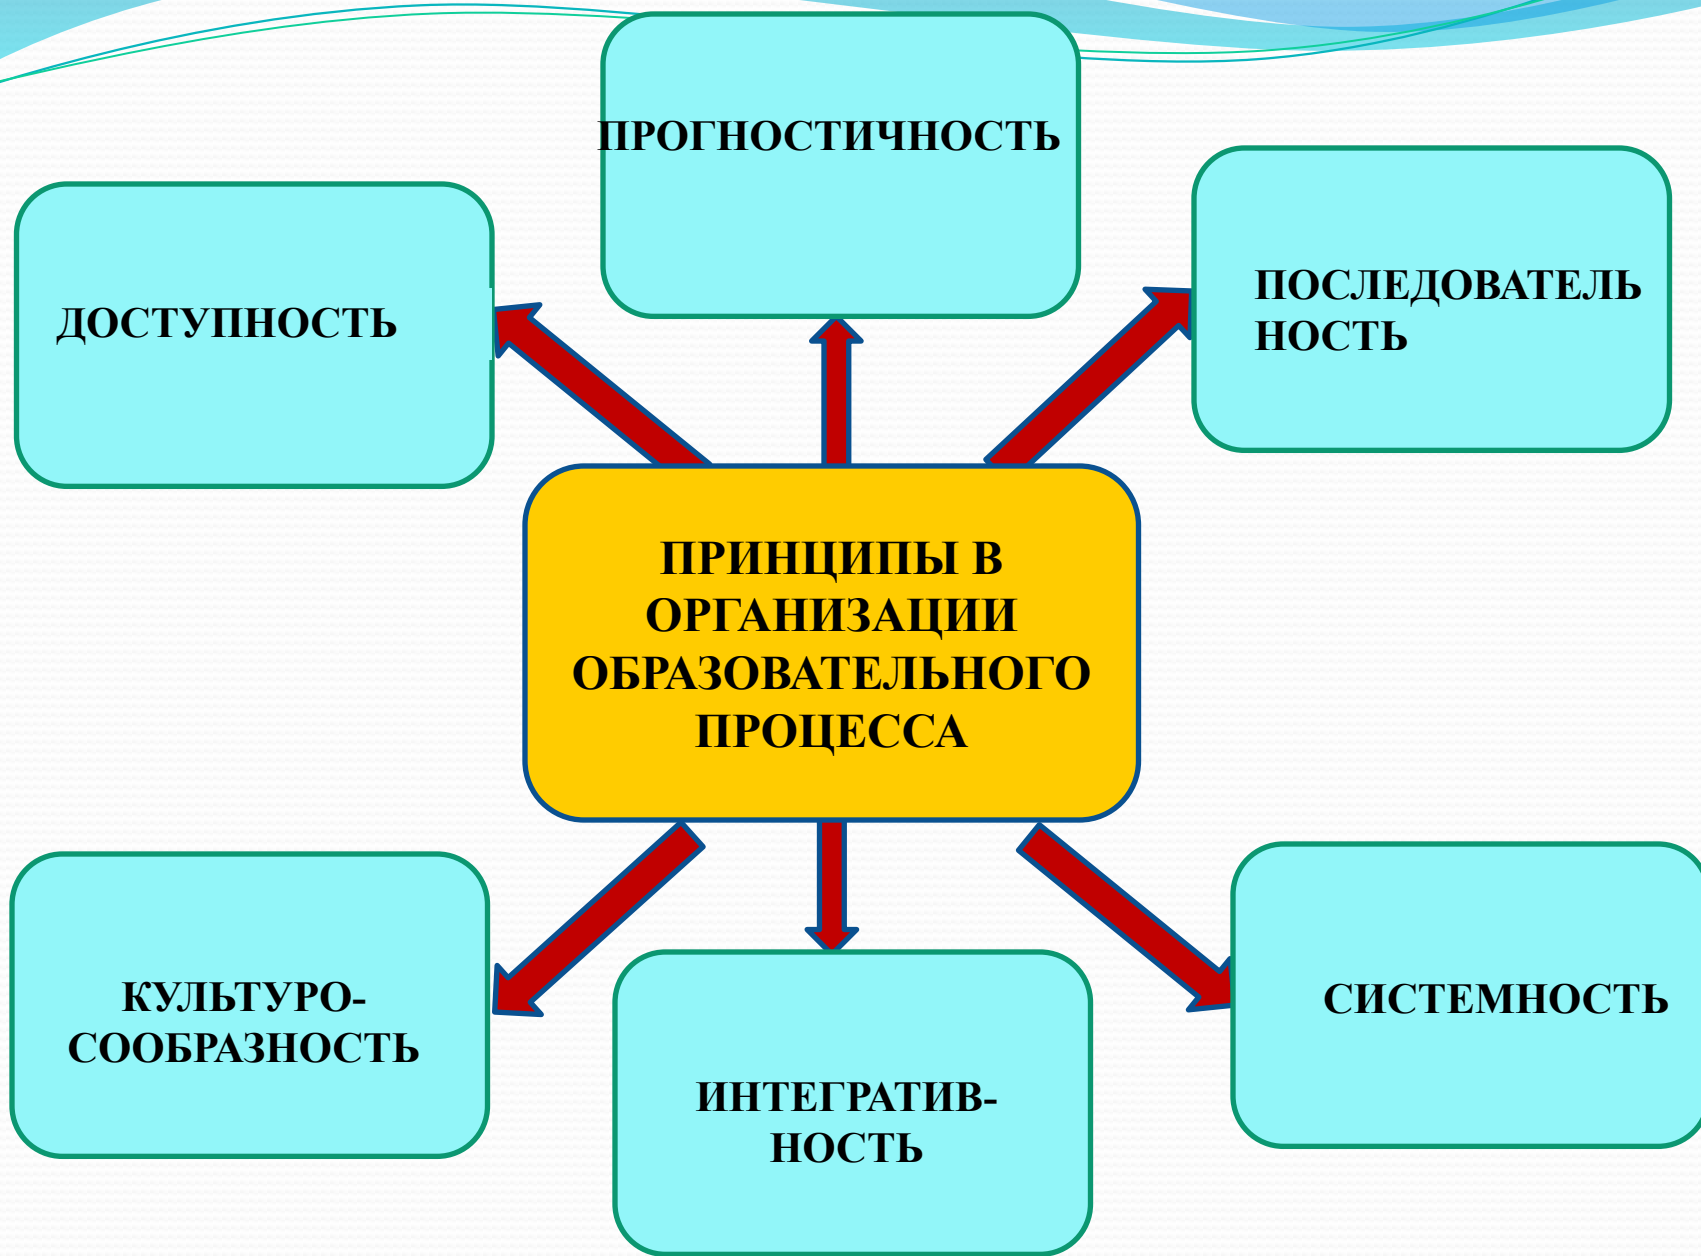 ПРОГНОСТИЧНОСТЬ
ДОСТУПНОСТЬ
ПОСЛЕДОВАТЕЛЬ
НОСТЬ
ПРИНЦИПЫ В
ОРГАНИЗАЦИИ
ОБРАЗОВАТЕЛЬНОГО
ПРОЦЕССА
КУЛЬТУРО-
СООБРАЗНОСТЬ
ИНТЕГРАТИВ-
НОСТЬ
СИСТЕМНОСТЬ